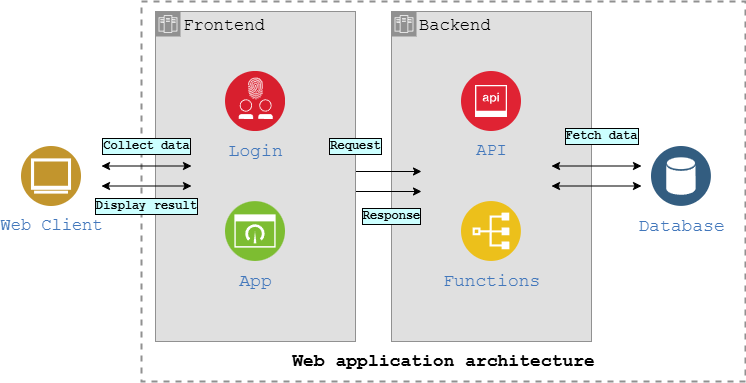 Frontend
Backend
api
Collect data
Login
Request
API
Fetch data
Web Client
Display result
Response
Database
App
Functions
Web application architecture